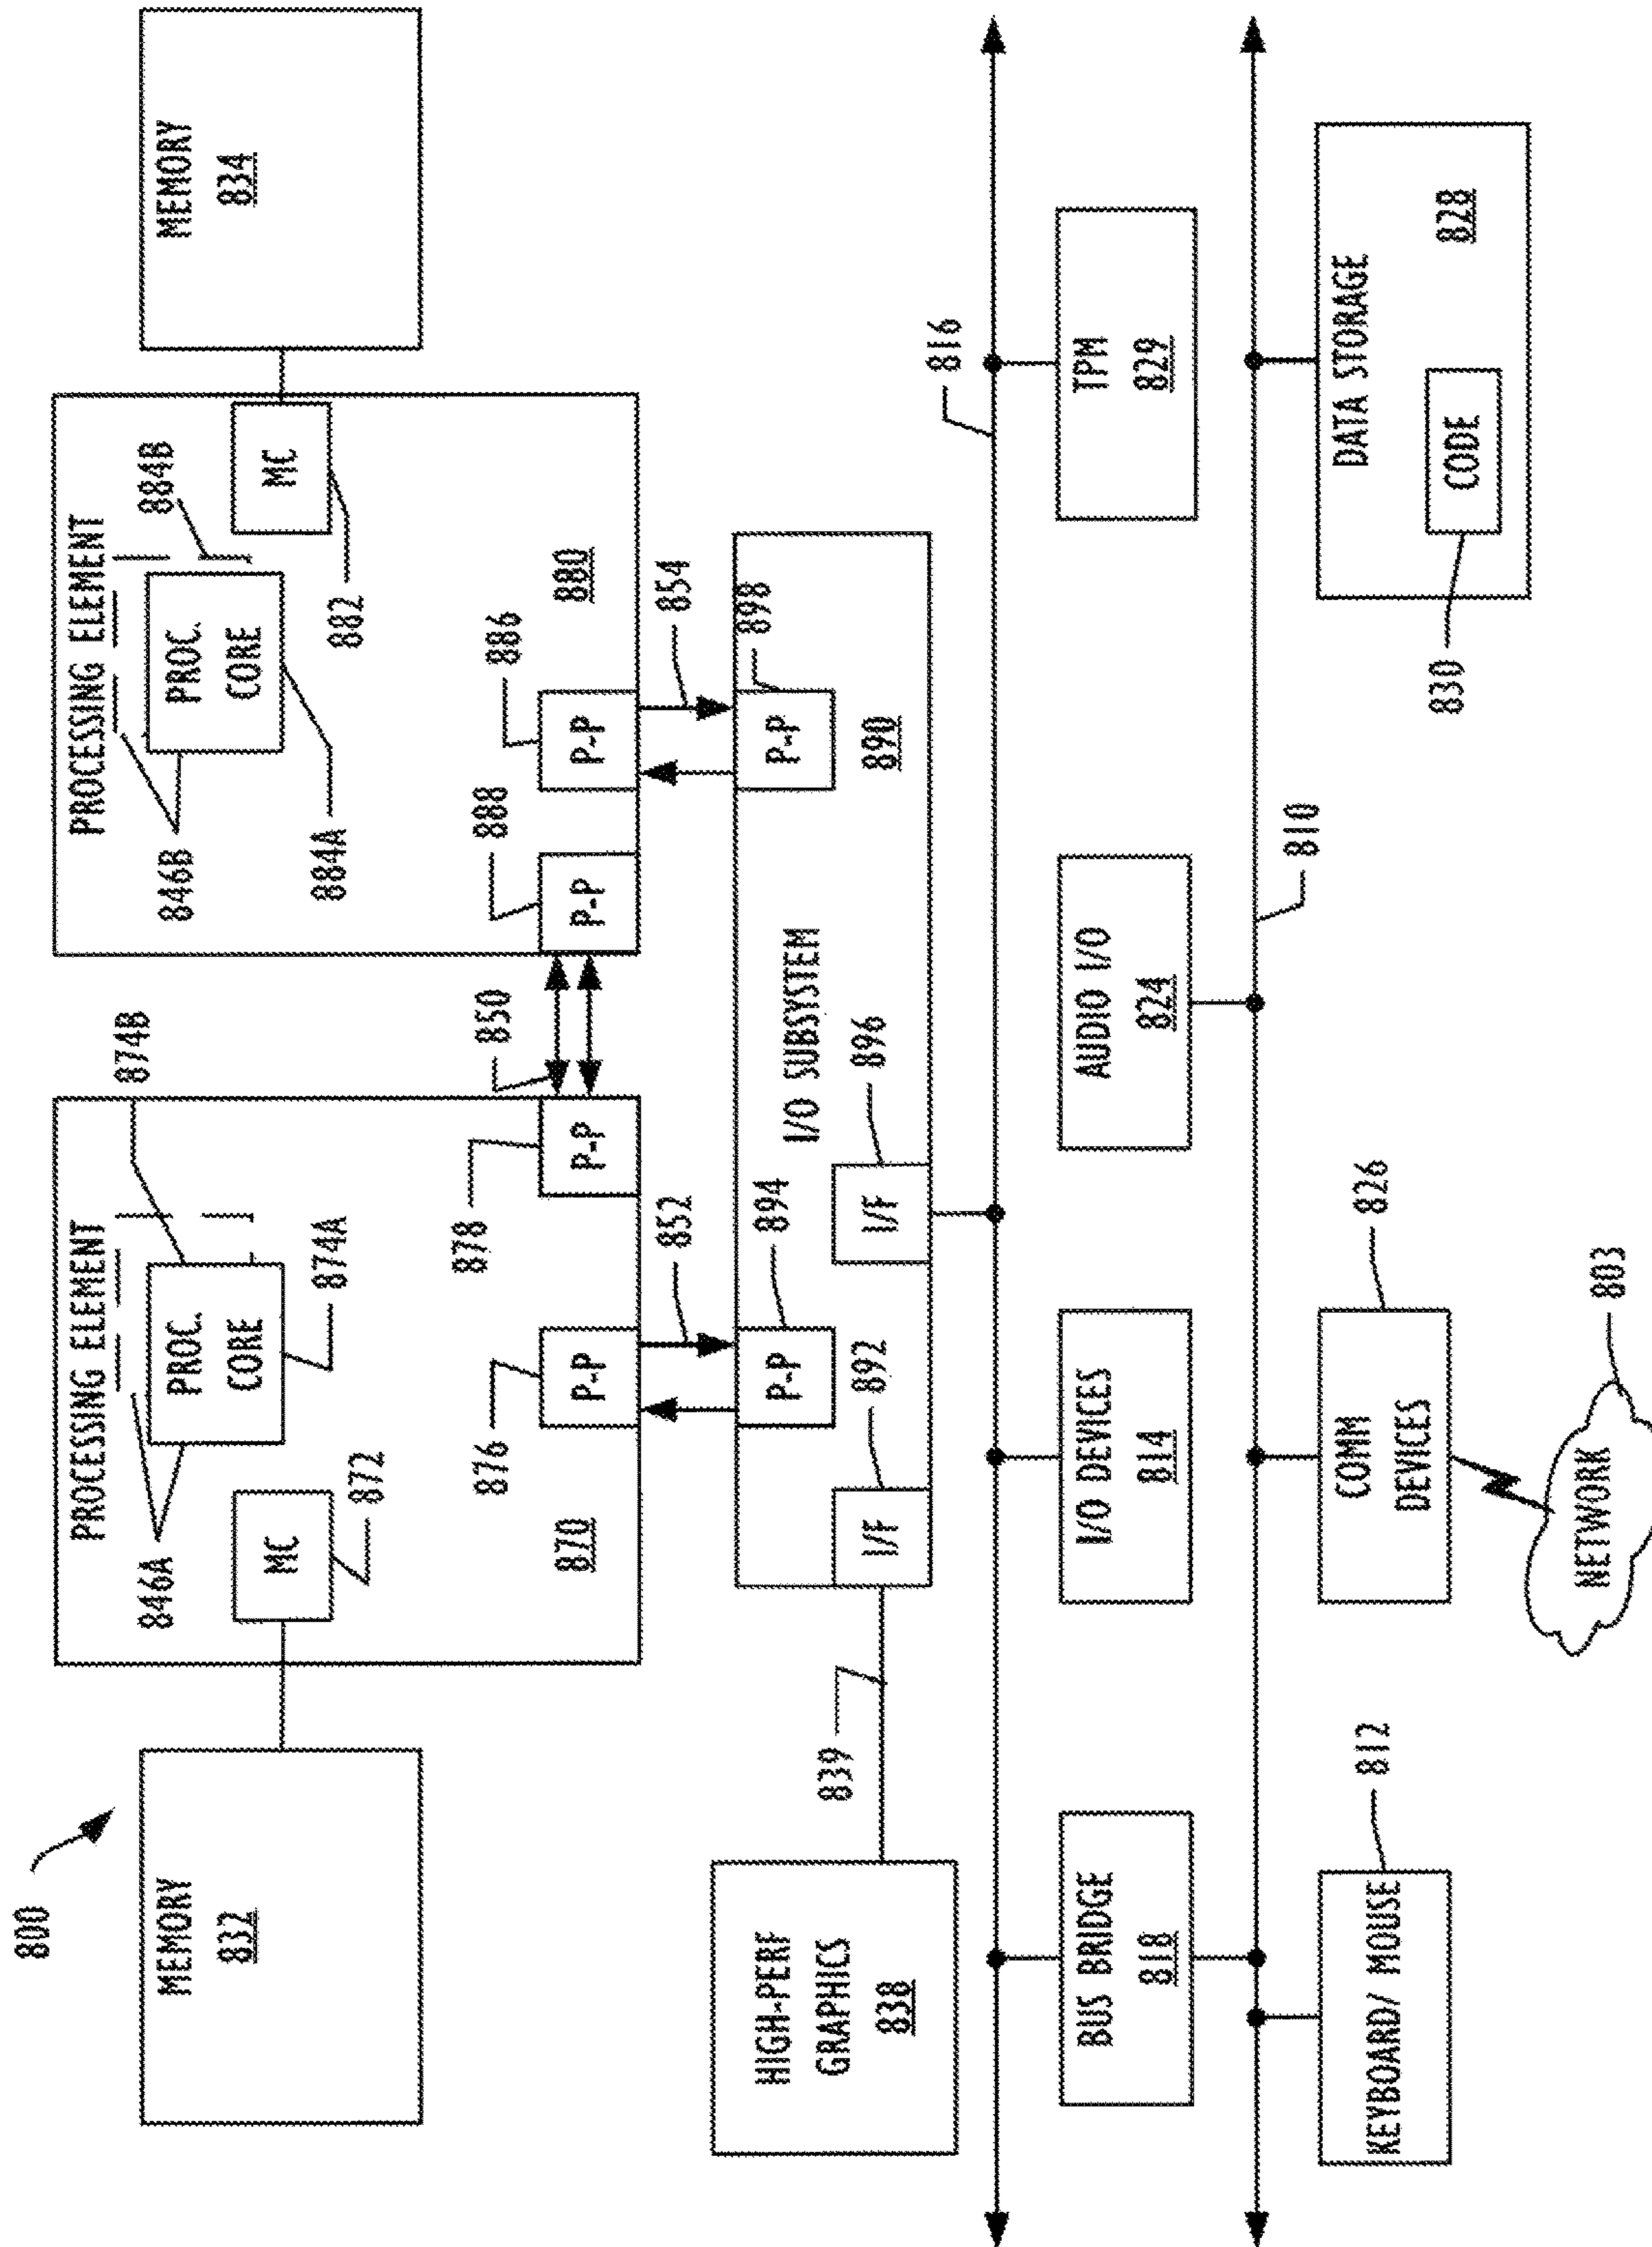 800
MEMORY
832
PROCESSING ELEMENT
846A
PROC.
CORE
874B
874A
MC
872
870
876
P-P
878
P-P
850
PROCESSING ELEMENT
846B
PROC.
CORE
884B
884A
MC
882
880
888
P-P
886
P-P
MEMORY
834
852
854
HIGH-PERF
GRAPHICS
838
839
I/F
892
P-P
894
I/O SUBSYSTEM
I/F
896
P-P
898
890
816
BUS BRIDGE
818
I/O DEVICES
814
AUDIO I/O
824
TPM
829
810
KEYBOARD/ MOUSE
812
COMM
DEVICES
826
NETWORK
803
DATA STORAGE
828
CODE
830